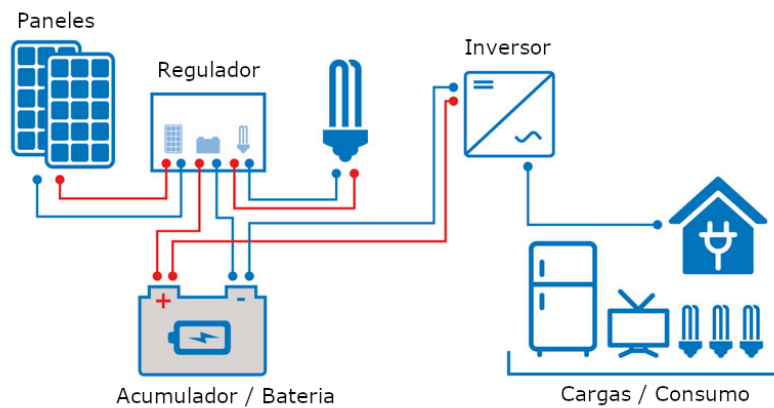 Paneles
Regulador
Inversor
+
-
Acumulador / Bateria
Cargas / Consumo